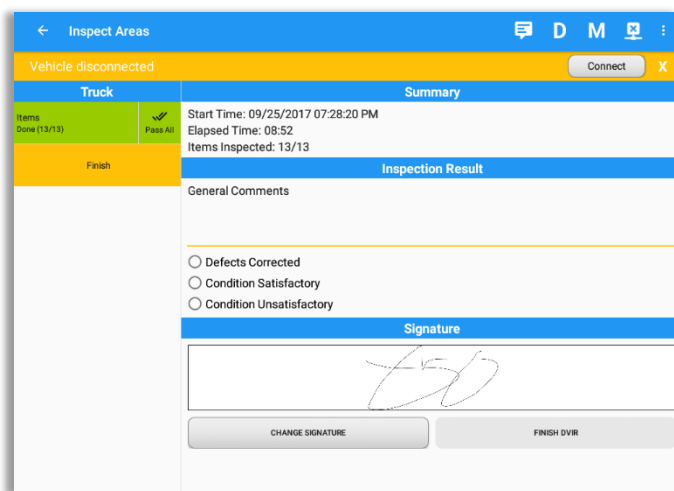 Inspect Areas
D M
Vehicle disconnected
Connect X
Truck
Items
Done (13/13)
Pass All
Finish
Summary
Start Time: 09/25/2017 07:28:20 PM
Elapsed Time: 08:52
Items Inspected: 13/13
Inspection Result
General Comments
Defects Corrected
Condition Satisfactory
Condition Unsatisfactory
Signature
CHANGE SIGNATURE
FINISH DVIR